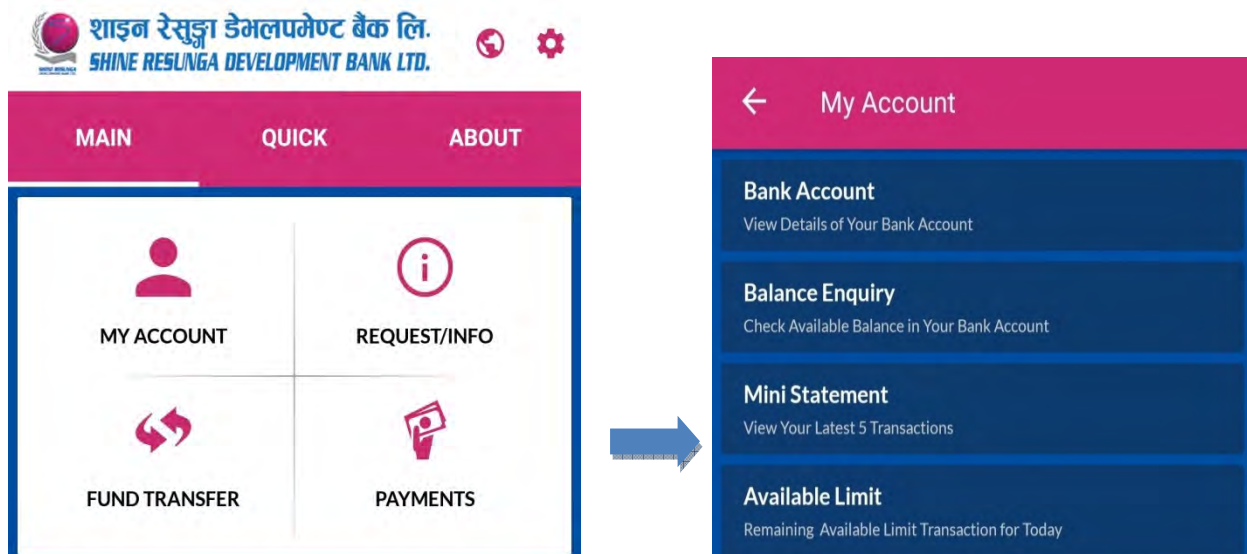 शाइन रेसुङ्गा डेभलपमेण्ट बैंक लि.
SHINE RESUNGA DEVELOPMENT BANK LTD.
MAIN QUICK ABOUT
MY ACCOUNT REQUEST/INFO
FUND TRANSFER PAYMENTS
My Account
Bank Account
View Details of Your Bank Account
Balance Enquiry
Check Available Balance in Your Bank Account
Mini Statement
View Your Latest 5 Transactions
Available Limit
Remaining Available Limit Transaction for Today